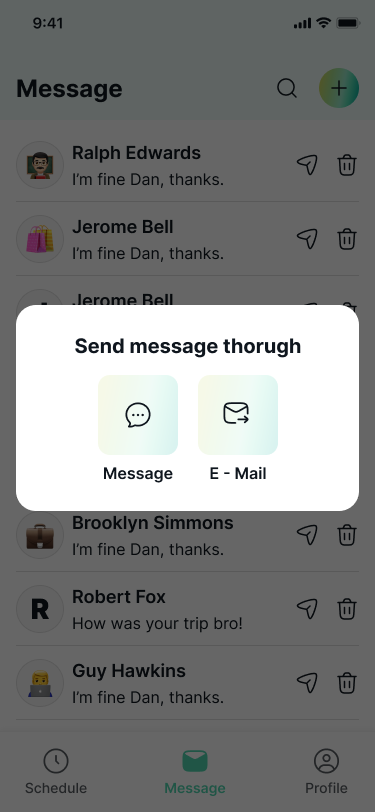 9:41
Message
Ralph Edwards
I'm fine Dan, thanks.
Jerome Bell
I'm fine Dan, thanks.
Jerome Bell
Send message thorugh
Message
E - Mail
Brooklyn Simmons
I'm fine Dan, thanks.
R
Robert Fox
How was your trip bro!
Guy Hawkins
I'm fine Dan, thanks.
Schedule
Message
Profile